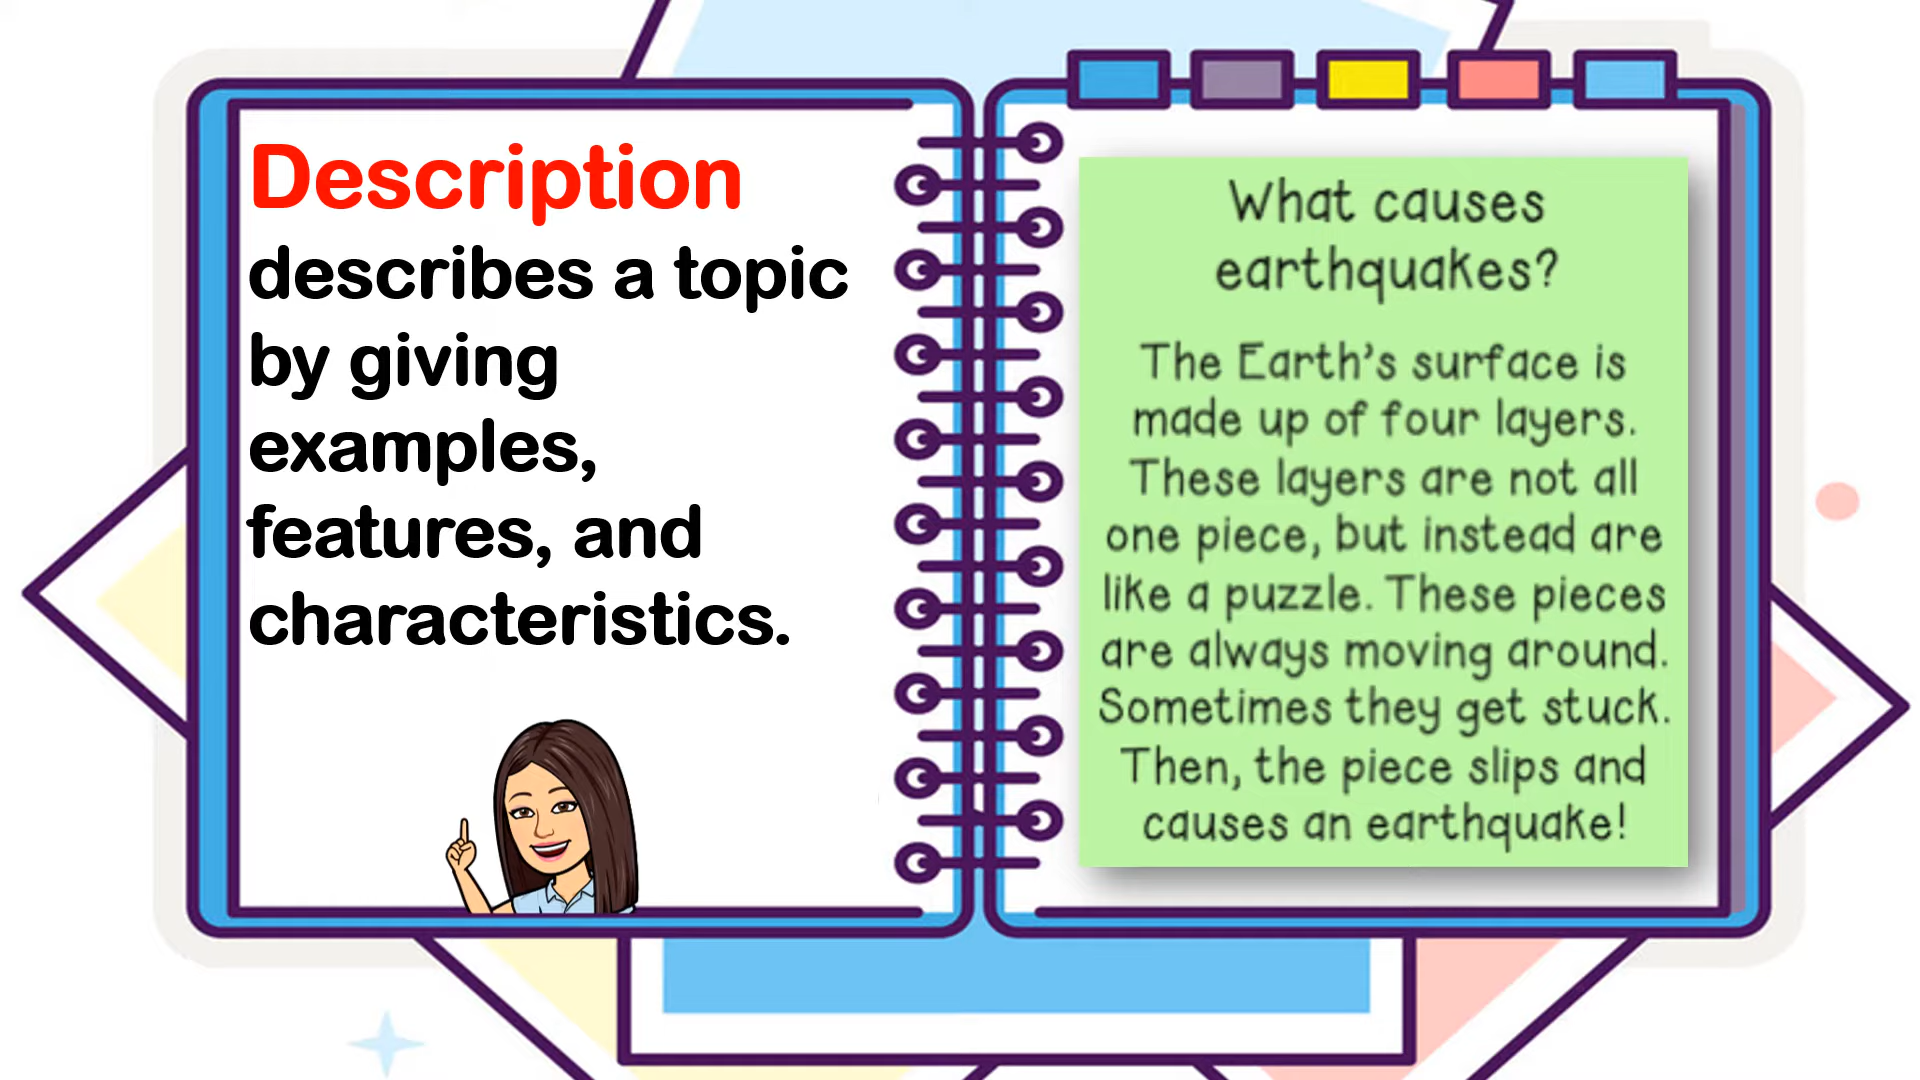 Description
describes a topic
by giving
examples,
features, and
characteristics.
What causes
earthquakes?
The Earth's surface is
made up of four layers.
These layers are not all
one piece, but instead are
like a puzzle. These pieces
are always moving around.
Sometimes they get stuck.
Then, the piece slips and
causes an earthquake!